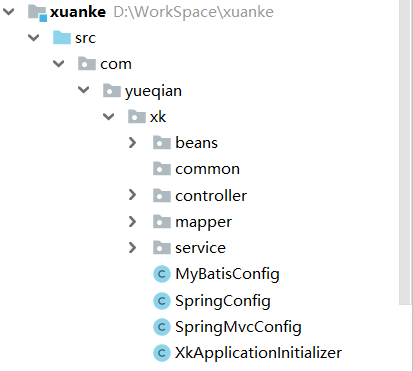 xuanke D:\WorkSpace\xuanke
src
com
yueqian
xk
beans
common
controller
mapper
service
MyBatisConfig
SpringConfig
SpringMvcConfig
XkApplicationInitializer